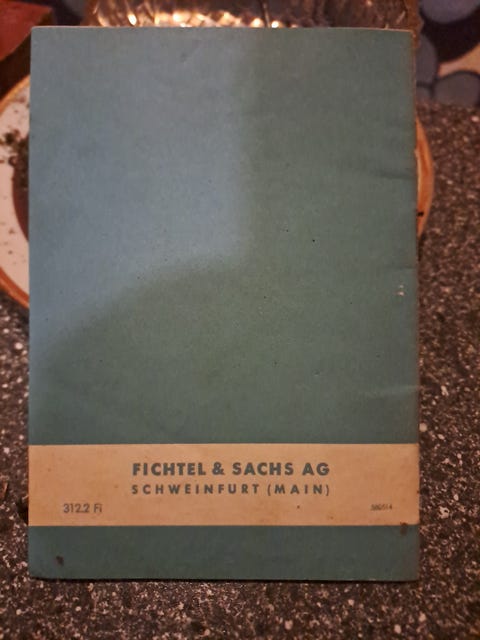 FICHTEL & SACHS AG
SCHWEINFURT (MAIN)
312.2 Fi